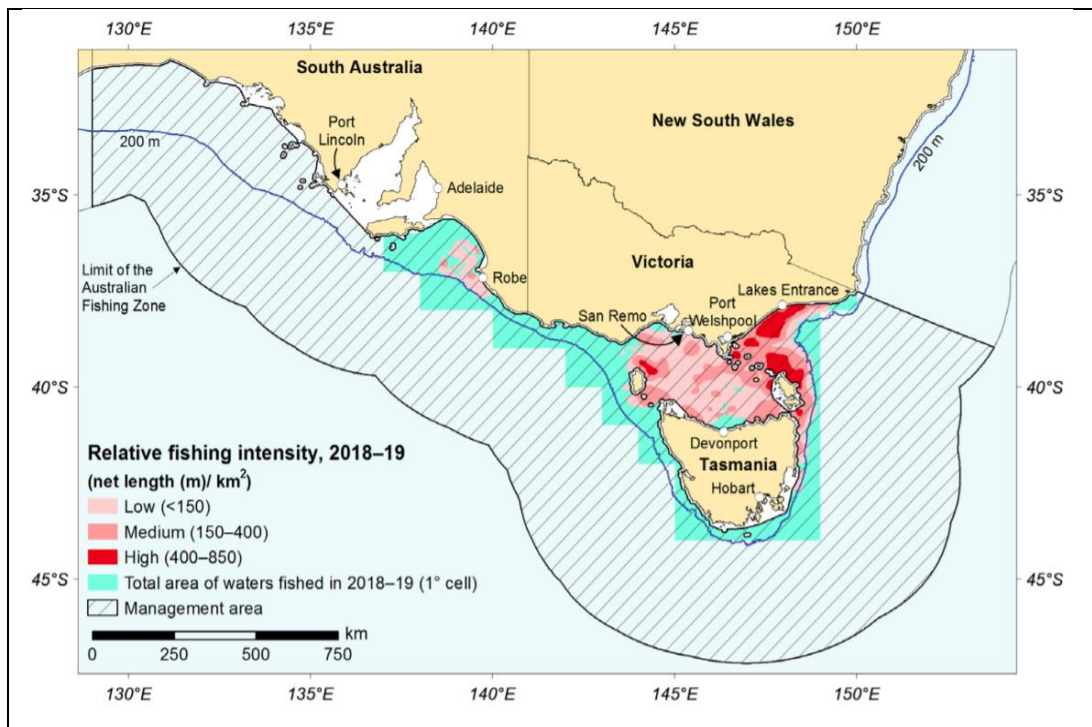 130°E 135°E 140°E 145°E 150°E
South Australia
Port
Lincoln
New South Wales
200 m
200 m
35°S
Adelaide
35°S
Limit of the
Australian
Fishing Zone
Robe
Victoria
Lakes Entrance
Port
Welshpool
San Remo
40°S
40°S
Devonport
Tasmania
Hobart
Relative fishing intensity, 2018–19
(net length (m)/ km²)
Low (<150)
Medium (150–400)
High (400–850)
Total area of waters fished in 2018–19 (1° cell)
Management area
45°S
45°S
km
0 250 500 750
130°E 135°E 140°E 145°E 150°E